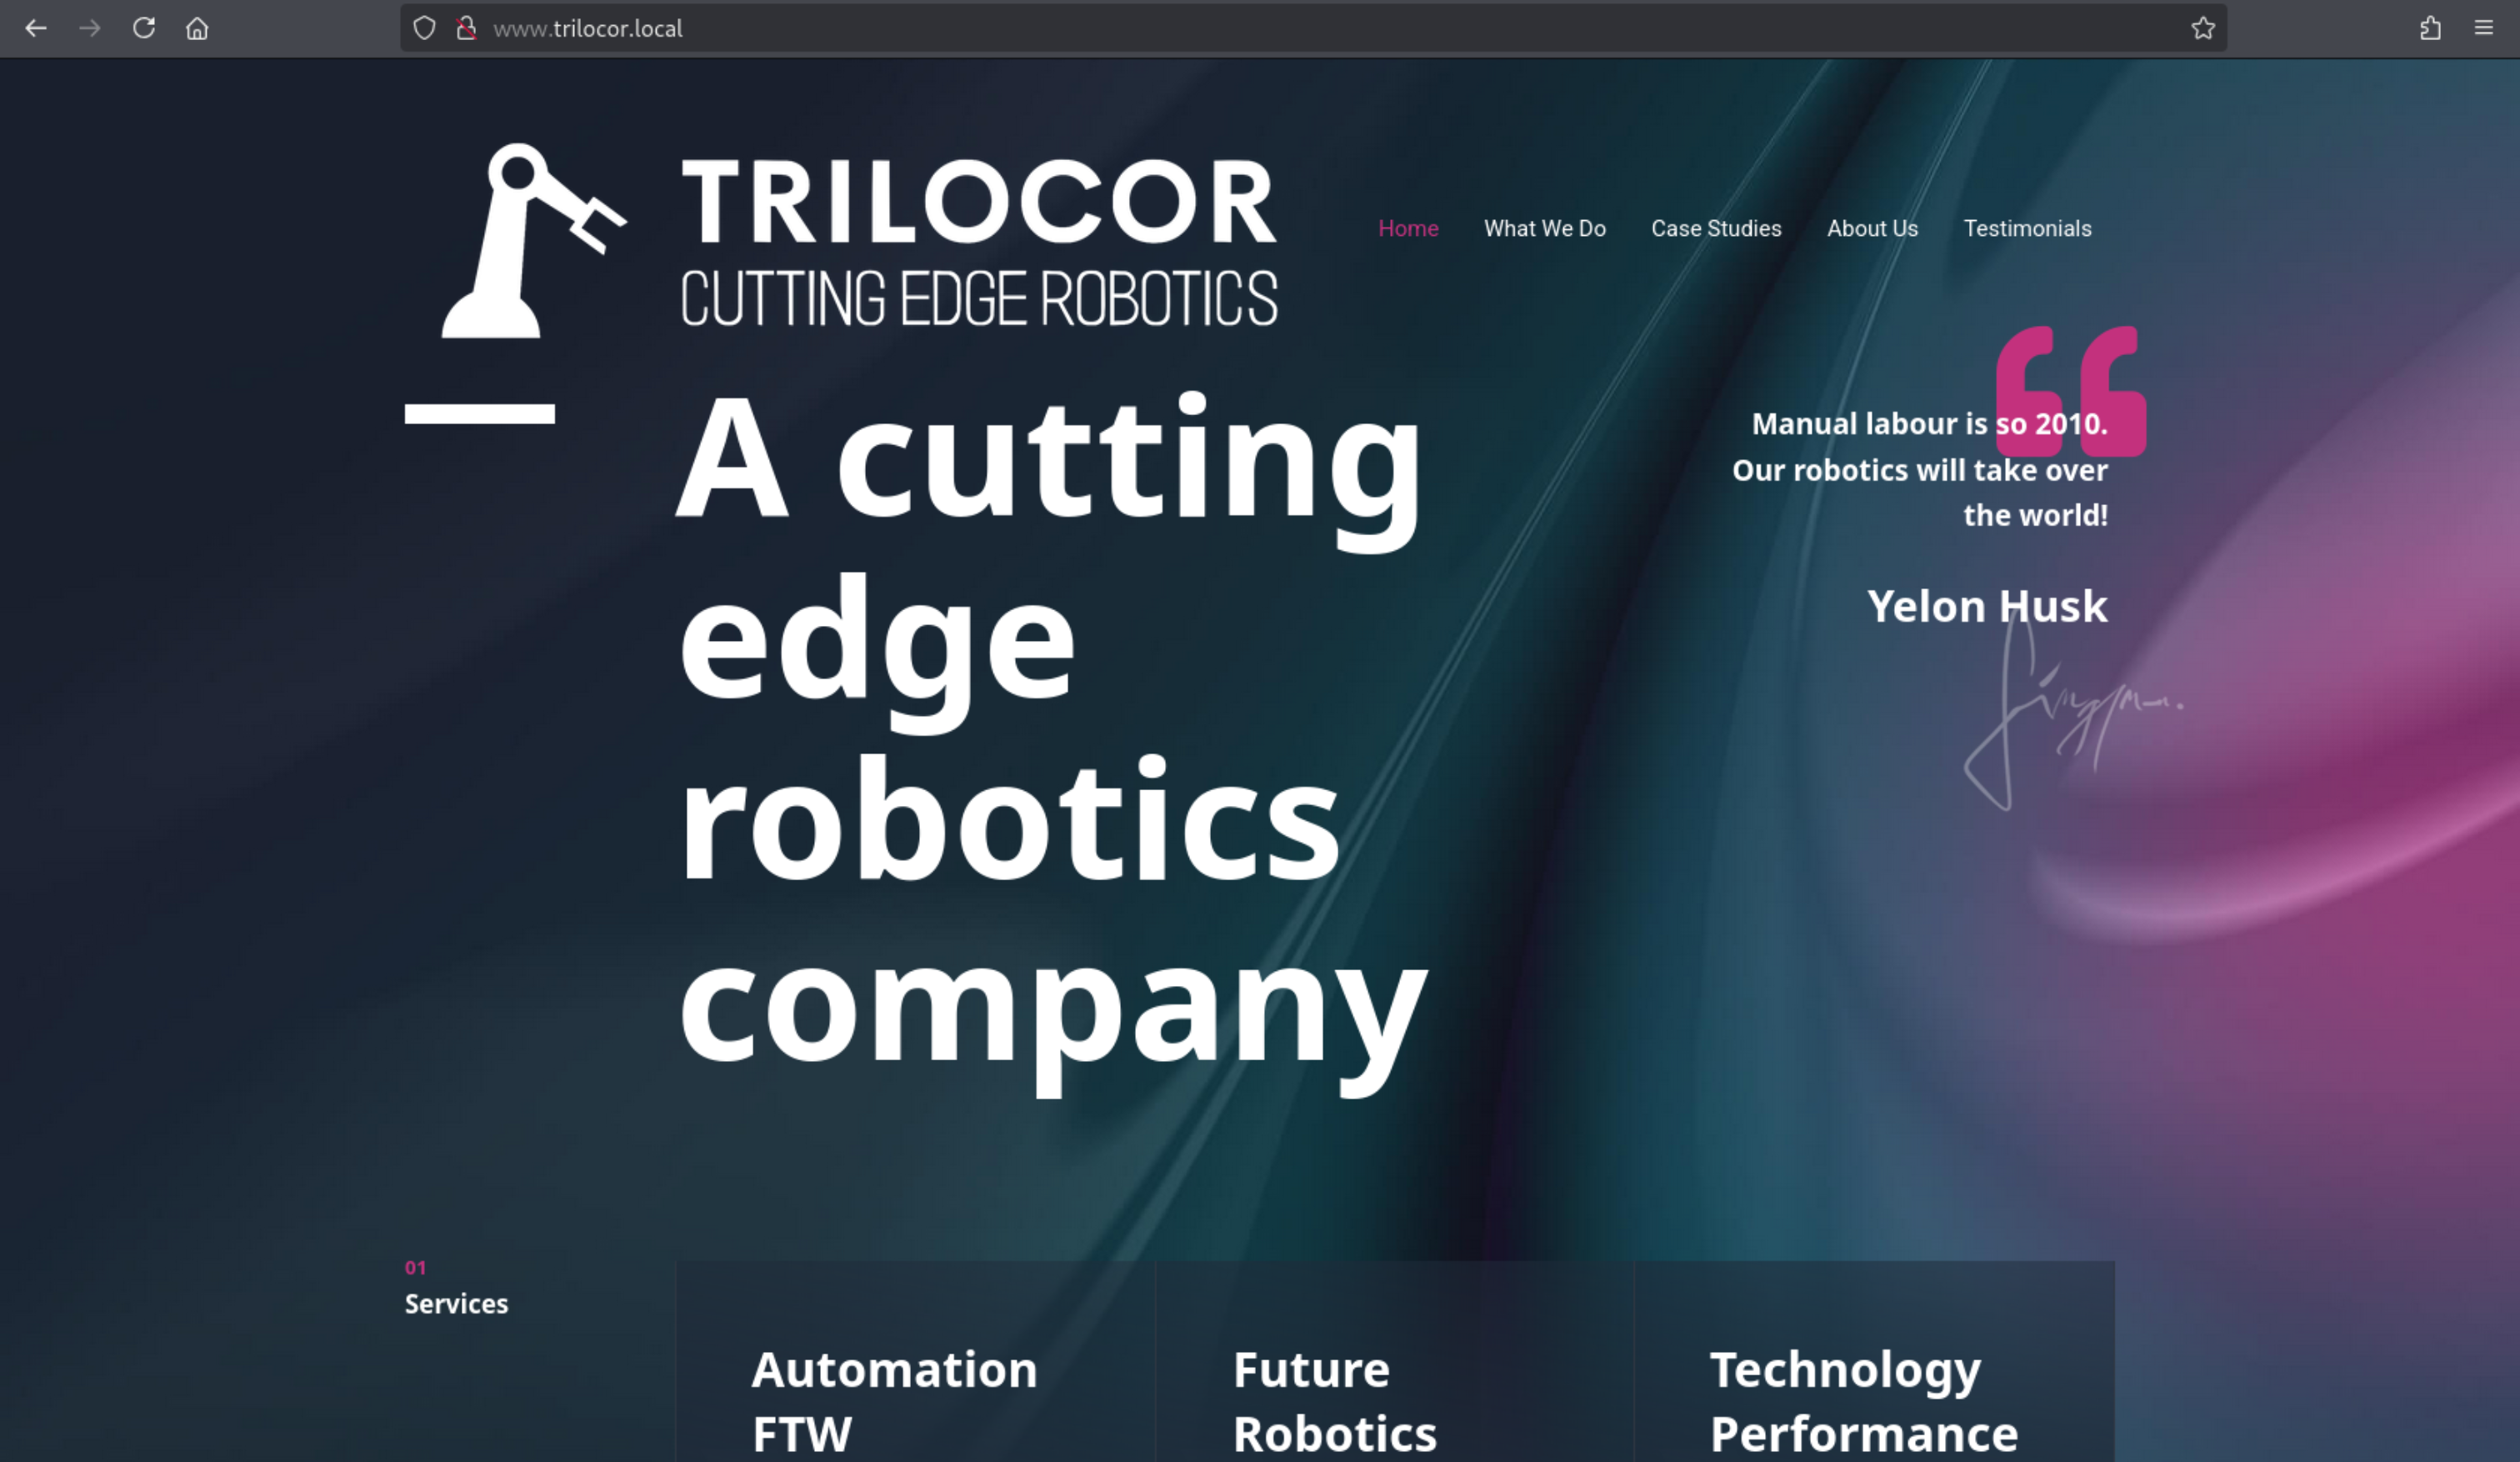 www.trilocor.local
TRILOCOR
CUTTING EDGE ROBOTICS
Home What We Do Case Studies About Us Testimonials
A cutting
edge
robotics
company
Manual labour is so 2010.
Our robotics will take over
the world!
Yelon Husk
01
Services
Automation
FTW
Future
Robotics
Technology
Performance